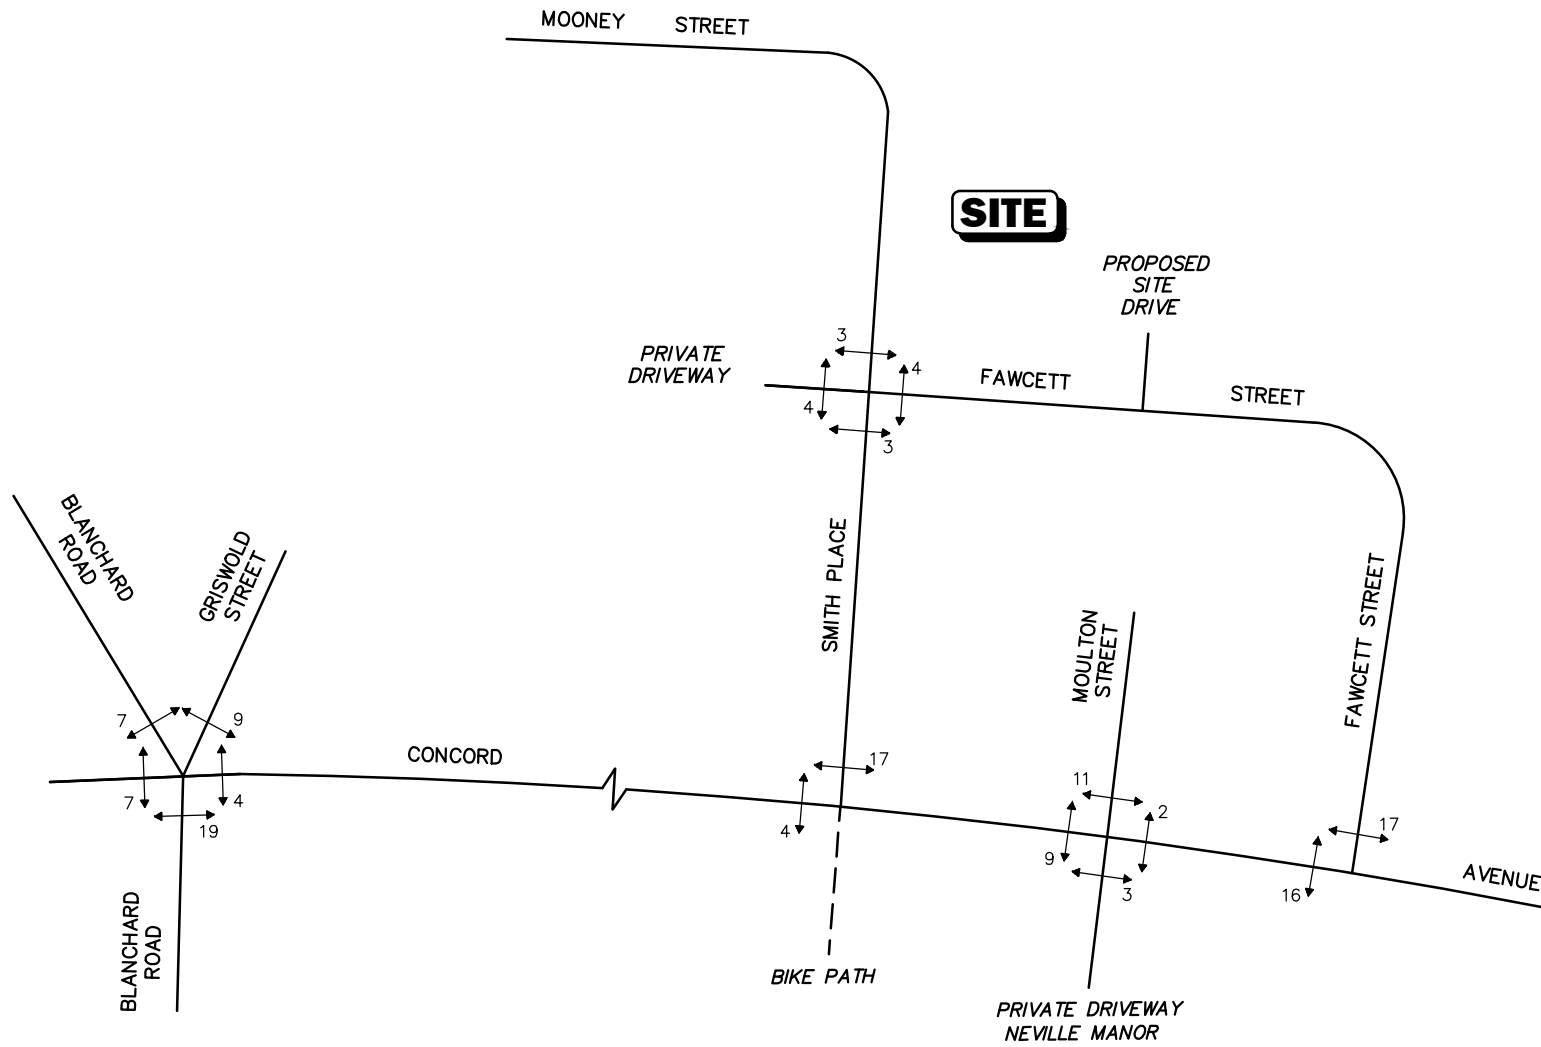 MOONEY STREET
SITE
PROPOSED
SITE
DRIVE
3
PRIVATE
DRIVEWAY
4
FAWCETT STREET
4
3
BLANCHARD
ROAD
GRISWOLD
STREET
SMITH PLACE
MOULTON
STREET
FAWCETT STREET
7
9
CONCORD
17
7
4
19
4
11
2
9
3
17
16
AVENUE
BLANCHARD
ROAD
BIKE PATH
PRIVATE DRIVEWAY
NEVILLE MANOR